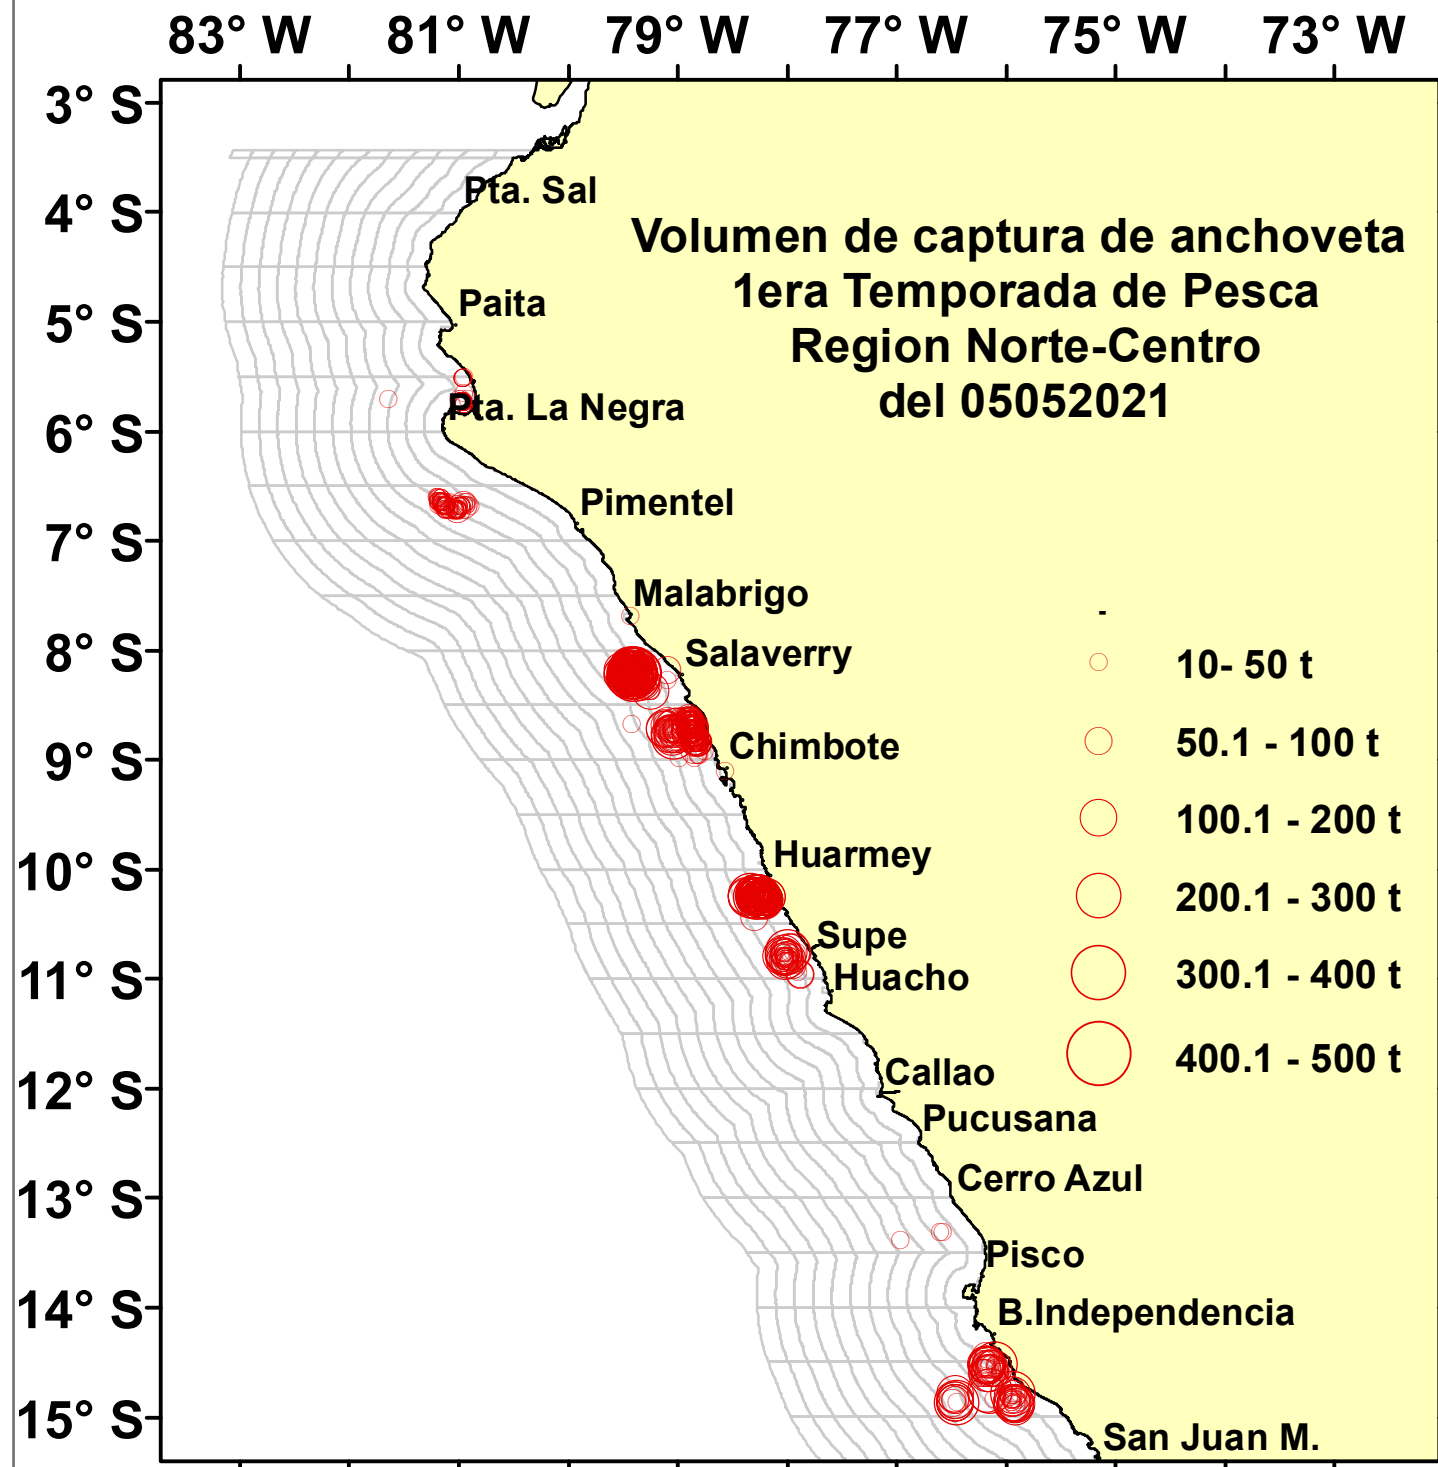 83° W 81° W 79° W 77° W 75° W 73° W
3° S
4° S
5° S
6° S
7° S
8° S
9° S
10° S
11° S
12° S
13° S
14° S
15° S
Volumen de captura de anchoveta
1era Temporada de Pesca
Region Norte-Centro
del 05052021
Pta. Sal
Paita
Pta. La Negra
Pimentel
Malabrigo
Salaverry
Chimbote
Huarmey
Supe
Huacho
Callao
Pucusana
Cerro Azul
Pisco
B.Independencia
San Juan M.
-
10- 50 t
50.1 - 100 t
100.1 - 200 t
200.1 - 300 t
300.1 - 400 t
400.1 - 500 t